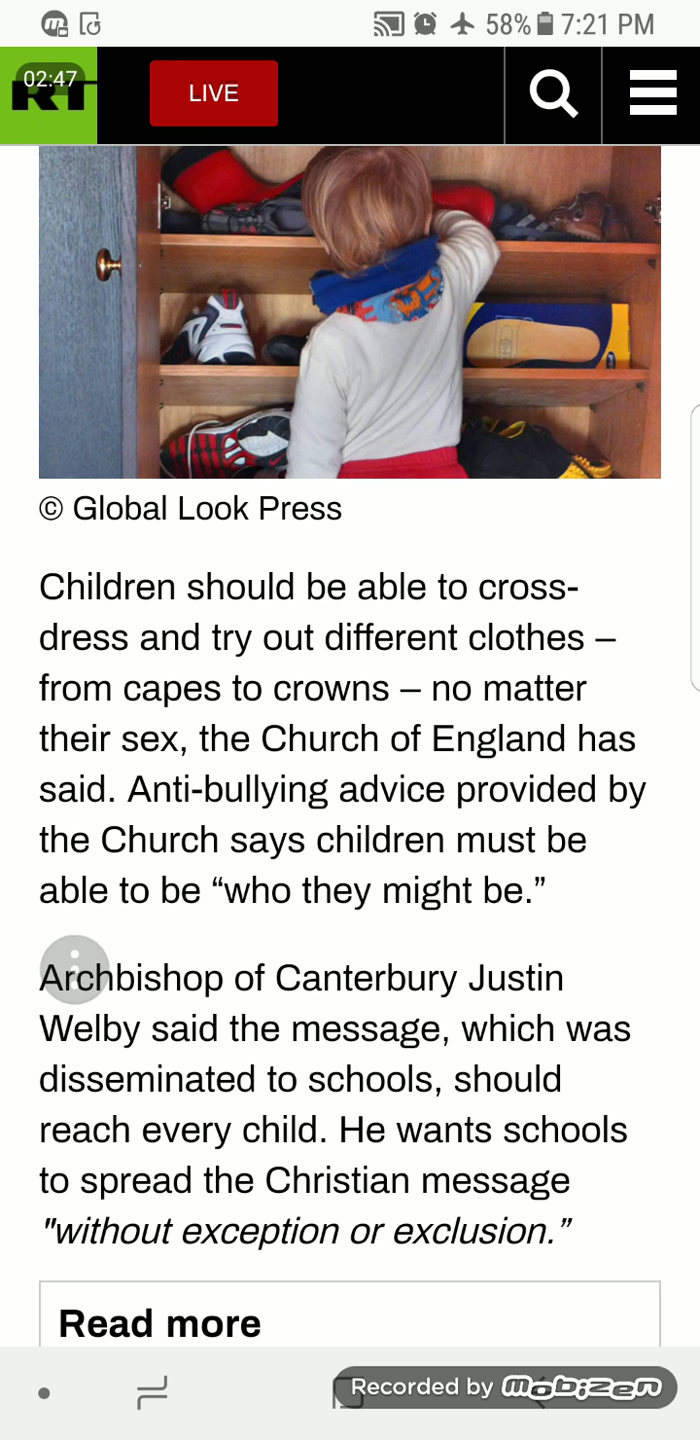 58% 7:21 PM
02:47
RT
LIVE
© Global Look Press
Children should be able to cross-
dress and try out different clothes –
from capes to crowns – no matter
their sex, the Church of England has
said. Anti-bullying advice provided by
the Church says children must be
able to be “who they might be.”
Archbishop of Canterbury Justin
Welby said the message, which was
disseminated to schools, should
reach every child. He wants schools
to spread the Christian message
"without exception or exclusion.”
Read more
Recorded by mobizen